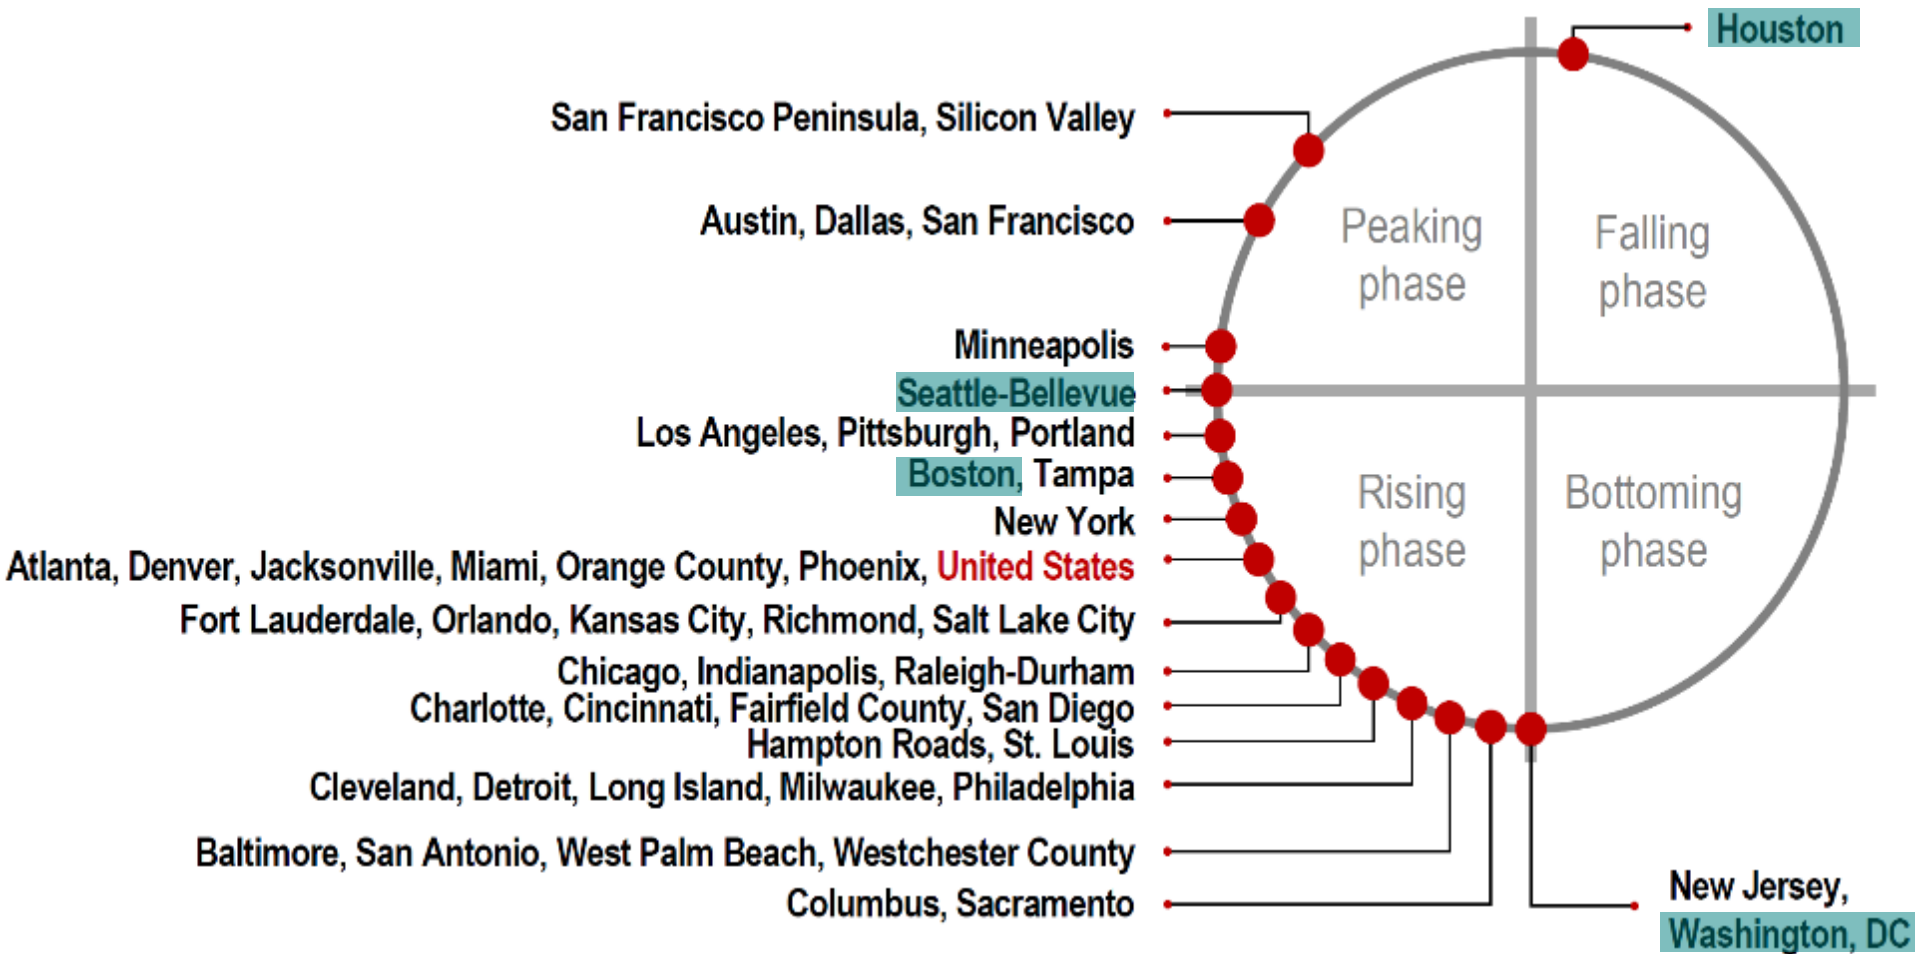 Houston
San Francisco Peninsula, Silicon Valley
Austin, Dallas, San Francisco
Peaking
phase
Falling
phase
Minneapolis
Seattle-Bellevue
Los Angeles, Pittsburgh, Portland
Boston, Tampa
New York
Rising
phase
Bottoming
phase
Atlanta, Denver, Jacksonville, Miami, Orange County, Phoenix, United States
Fort Lauderdale, Orlando, Kansas City, Richmond, Salt Lake City
Chicago, Indianapolis, Raleigh-Durham
Charlotte, Cincinnati, Fairfield County, San Diego
Hampton Roads, St. Louis
Cleveland, Detroit, Long Island, Milwaukee, Philadelphia
Baltimore, San Antonio, West Palm Beach, Westchester County
Columbus, Sacramento
New Jersey,
Washington, DC